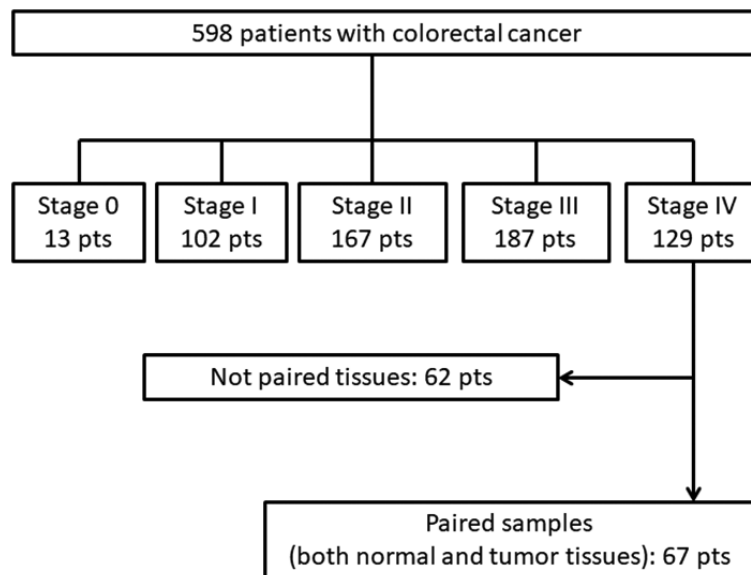 598 patients with colorectal cancer
Stage 0
13 pts
Stage I
102 pts
Stage II
167 pts
Stage III
187 pts
Stage IV
129 pts
Not paired tissues: 62 pts
Paired samples
(both normal and tumor tissues): 67 pts